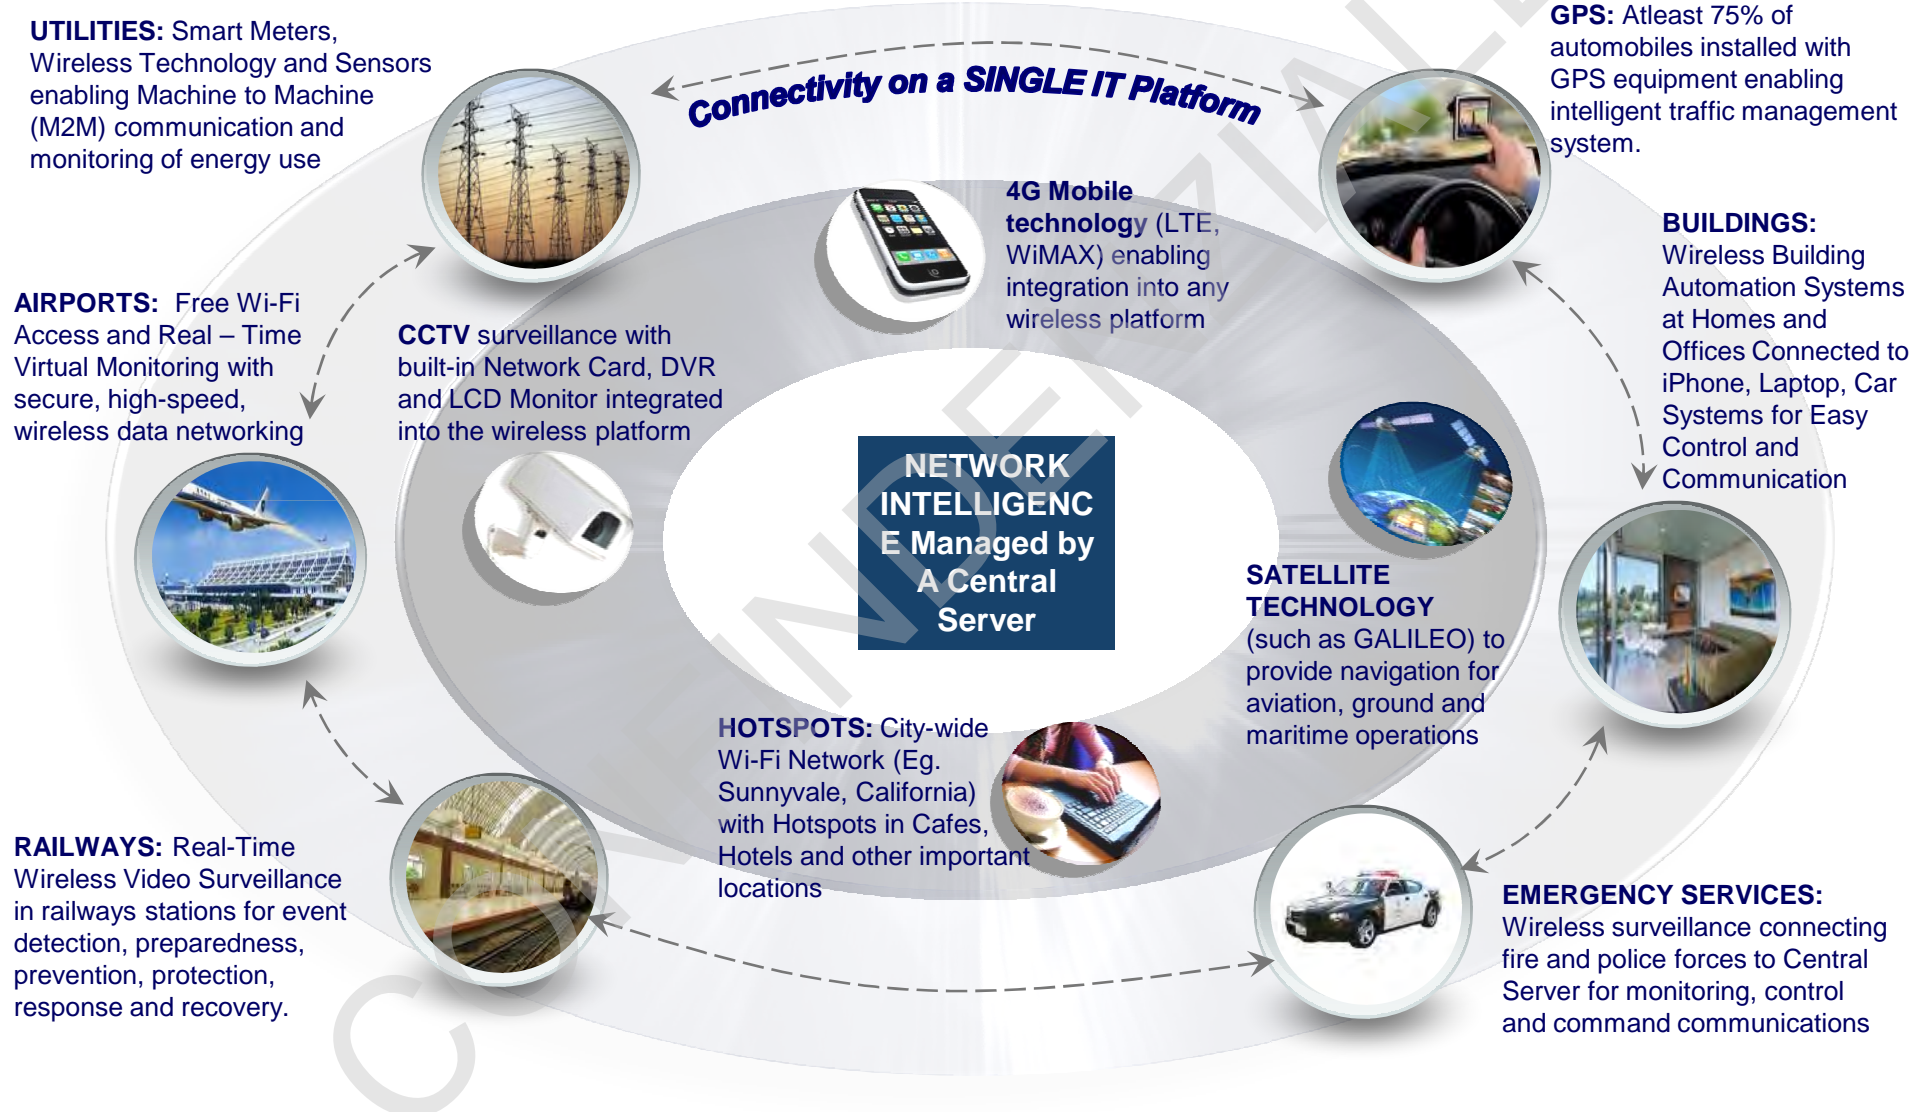 UTILITIES: Smart Meters,
Wireless Technology and Sensors
enabling Machine to Machine
(M2M) communication and
monitoring of energy use
Connectivity on a SINGLE IT Platform
GPS: Atleast 75% of
automobiles installed with
GPS equipment enabling
intelligent traffic management
system.
4G Mobile
technology (LTE,
WiMAX) enabling
integration into any
wireless platform
BUILDINGS:
Wireless Building
Automation Systems
at Homes and
Offices Connected to
iPhone, Laptop, Car
Systems for Easy
Control and
Communication
AIRPORTS: Free Wi-Fi
Access and Real – Time
Virtual Monitoring with
secure, high-speed,
wireless data networking
CCTV surveillance with
built-in Network Card, DVR
and LCD Monitor integrated
into the wireless platform
NETWORK
INTELLIGENC
E Managed by
A Central
Server
SATELLITE
TECHNOLOGY
(such as GALILEO) to
provide navigation for
aviation, ground and
maritime operations
HOTSPOTS: City-wide
Wi-Fi Network (Eg.
Sunnyvale, California)
with Hotspots in Cafes,
Hotels and other important
locations
RAILWAYS: Real-Time
Wireless Video Surveillance
in railways stations for event
detection, preparedness,
prevention, protection,
response and recovery.
EMERGENCY SERVICES:
Wireless surveillance connecting
fire and police forces to Central
Server for monitoring, control
and command communications